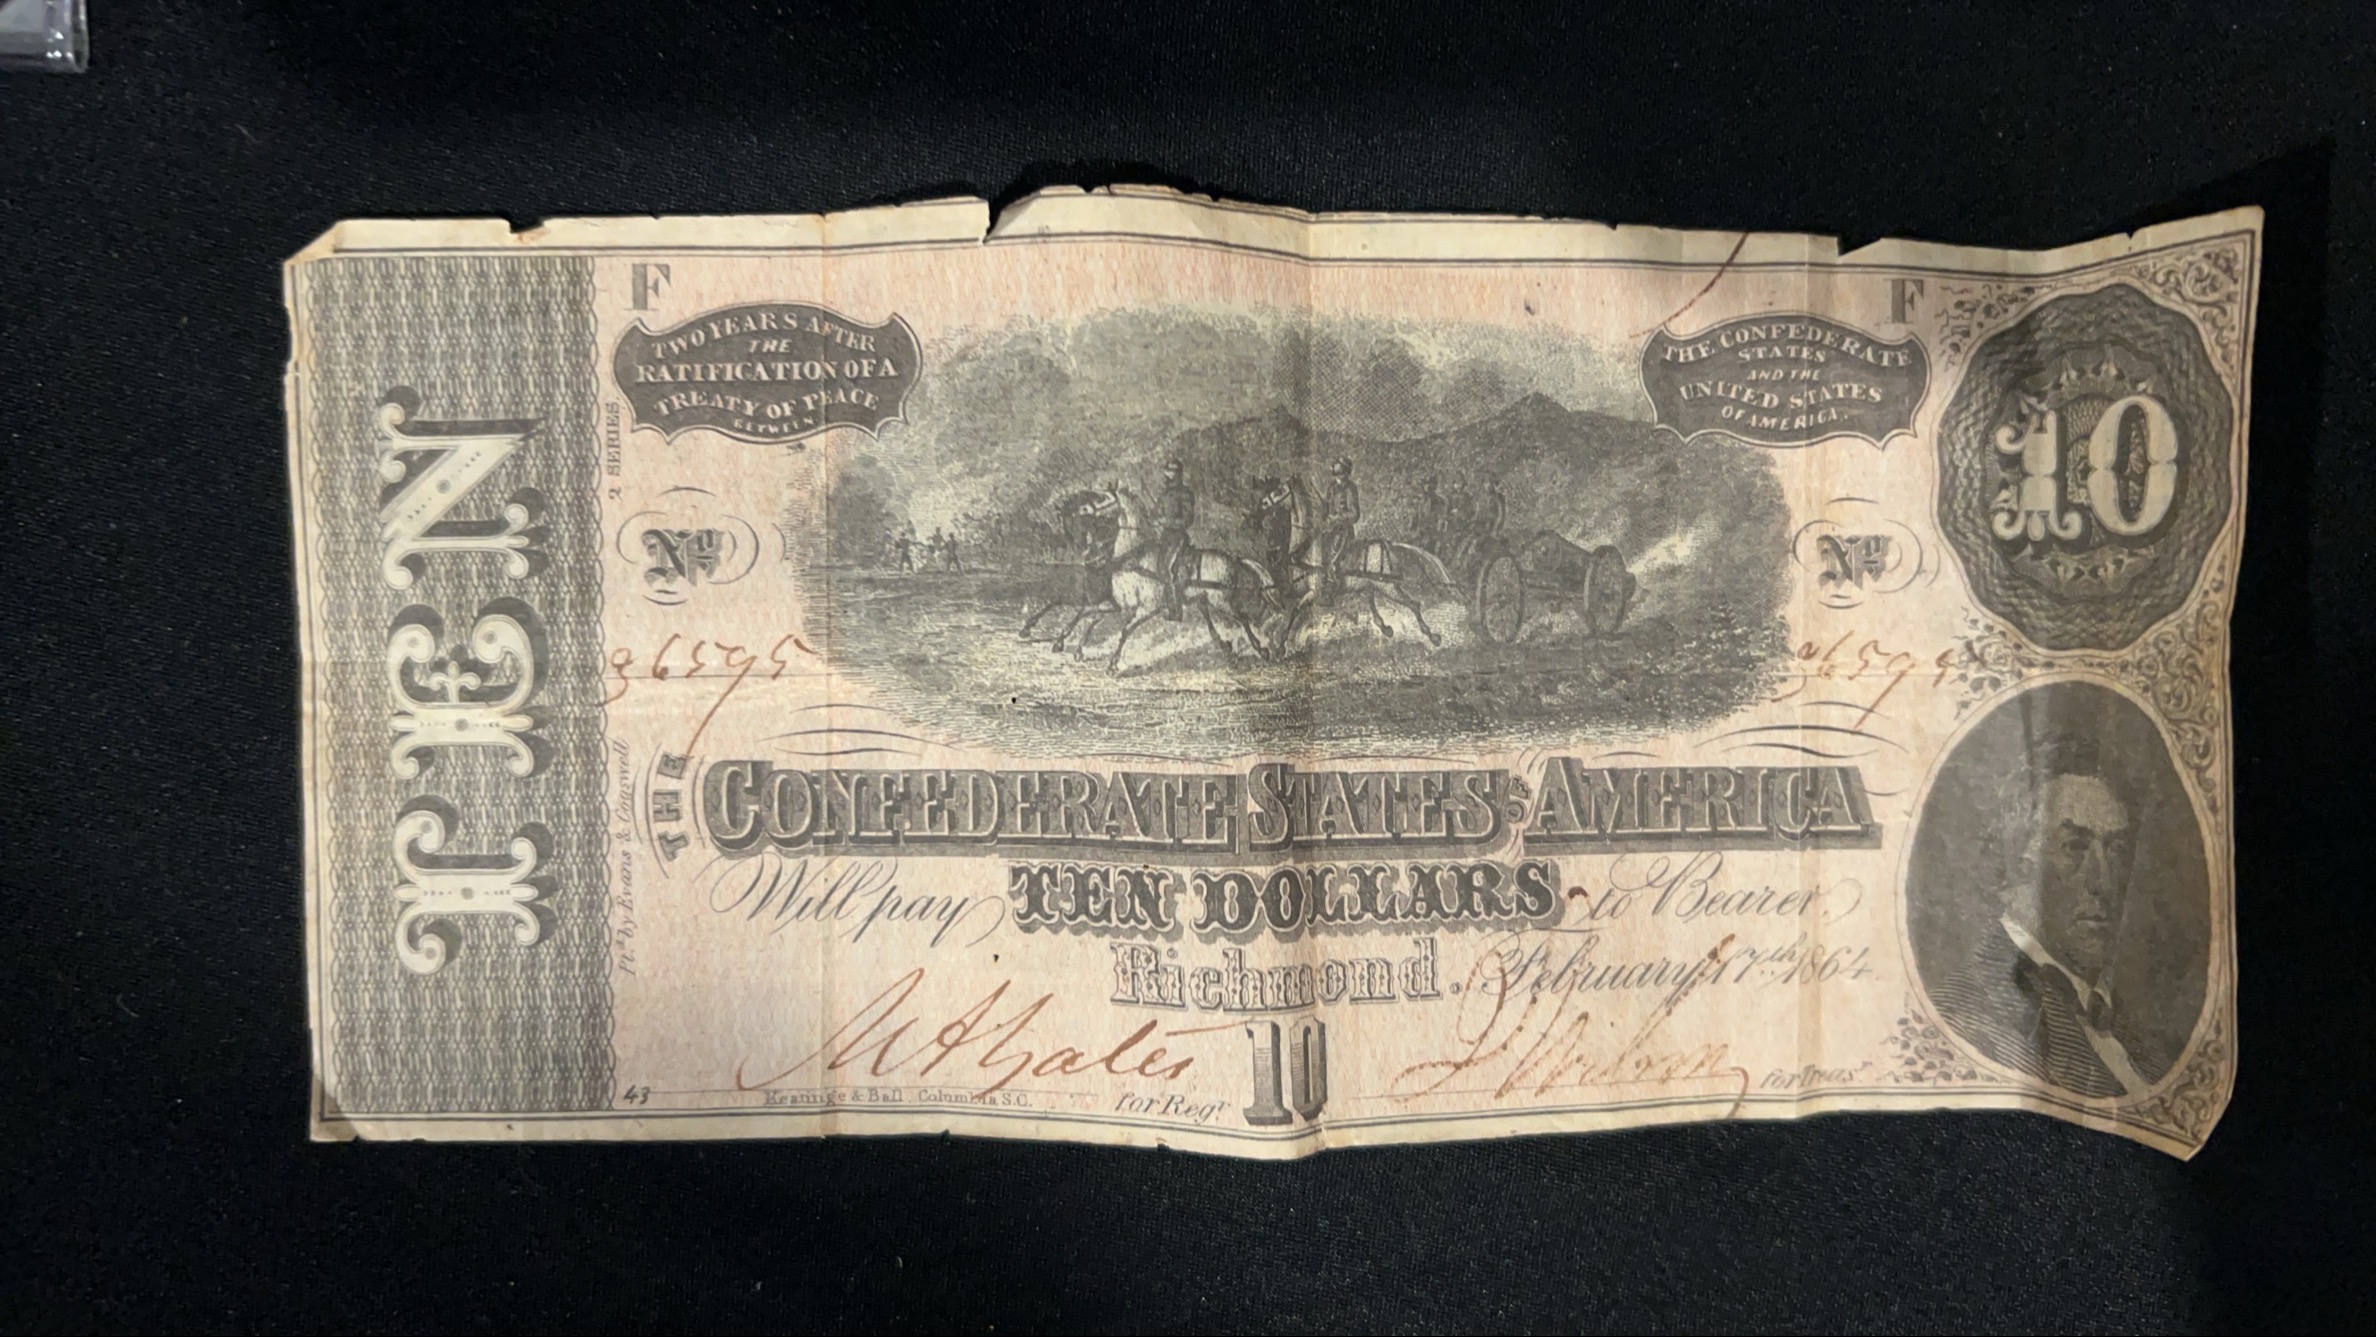 F
F
TWO YEARS AFTER
THE
RATIFICATION OF A
TREATY OF PEACE
BETWEEN
THE CONFEDERATE
STATES
AND THE
UNITED STATES
OF AMERICA.
10
TEN
2 SERIES
No
No
36595
36595
Ptd. by Evans & Cogswell
THE CONFEDERATE STATES OF AMERICA
Will pay TEN DOLLARS to Bearer.
Richmond. February 17th 1864.
10
43
Keatinge & Ball Columbia S.C.
for Regr
for Treasr